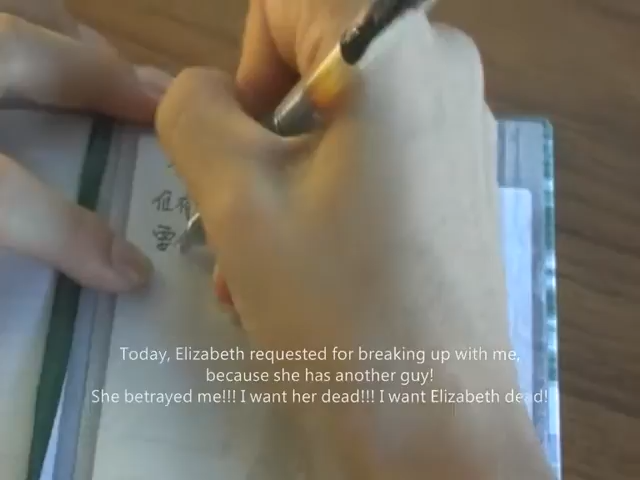 Today, Elizabeth requested for breaking up with me,
because she has another guy!
She betrayed me!!! I want her dead!!! I want Elizabeth dead!